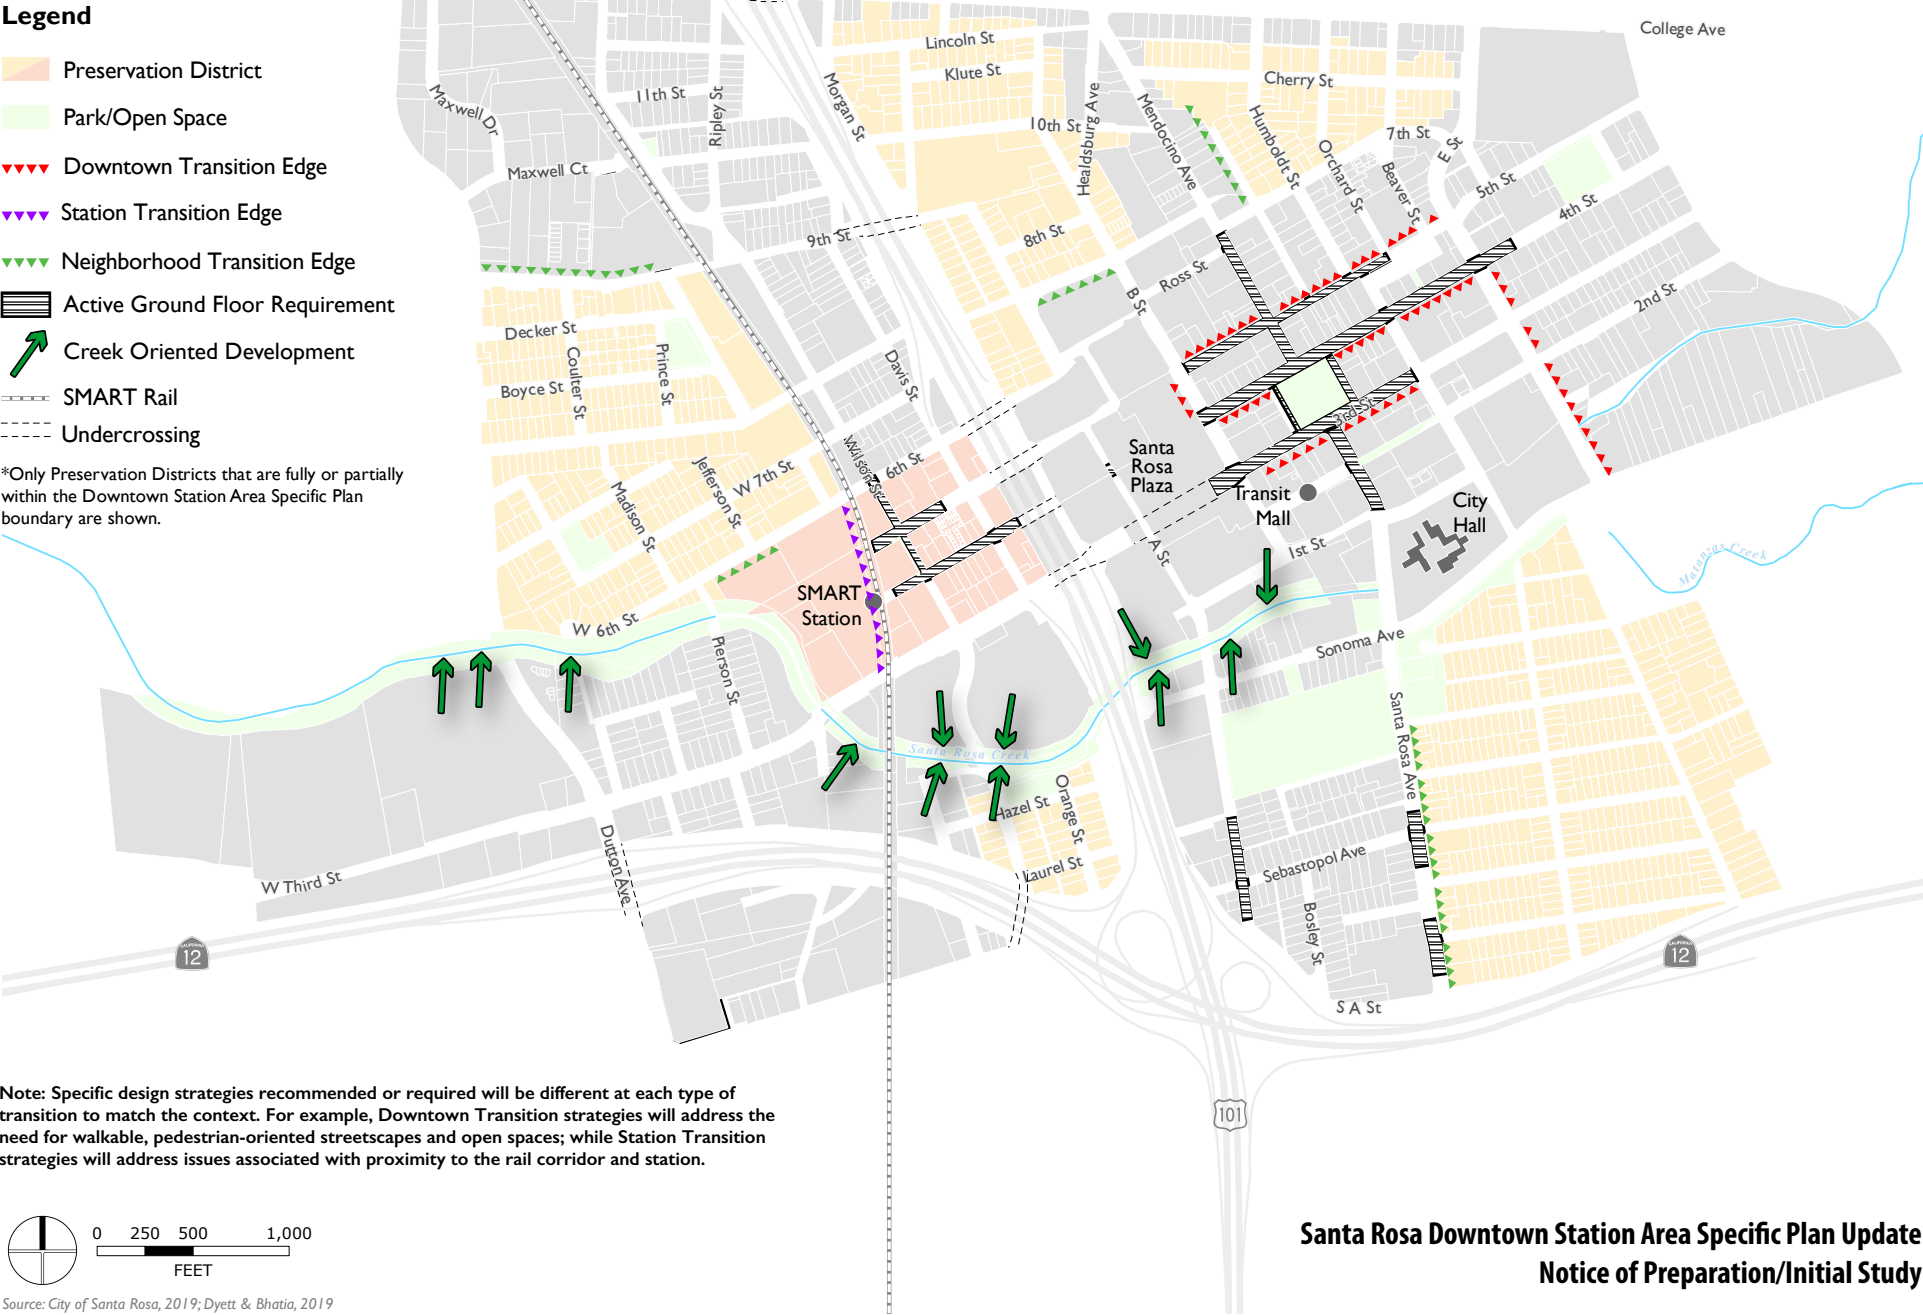 Legend
Preservation District
Park/Open Space
Downtown Transition Edge
Station Transition Edge
Neighborhood Transition Edge
Active Ground Floor Requirement
Creek Oriented Development
SMART Rail
Undercrossing
*Only Preservation Districts that are fully or partially
within the Downtown Station Area Specific Plan
boundary are shown.
College Ave
Lincoln St
Klute St
Cherry St
Maxwell Dr
11th St
Ripley St
Morgan St
10th St
Healdsburg Ave
Mendocino Ave
Humboldt St
Orchard St
7th St
E St
Beaver St
5th St
4th St
Maxwell Ct
9th St
8th St
Ross St
B St
2nd St
Decker St
Coulter St
Prince St
Boyce St
Davis St
3rd St
Wilson St
6th St
Santa
Rosa
Plaza
Jefferson St
W 7th St
Madison St
Transit
Mall
City
Hall
A St
1st St
Matanzas Creek
SMART
Station
W 6th St
Pierson St
Sonoma Ave
Santa Rosa Creek
Santa Rosa Ave
Hazel St
Orange St
Laurel St
Dutton Ave
W Third St
Sebastopol Ave
Bosley St
S A St
CALIFORNIA
12
CALIFORNIA
12
101
Note: Specific design strategies recommended or required will be different at each type of
transition to match the context. For example, Downtown Transition strategies will address the
need for walkable, pedestrian-oriented streetscapes and open spaces; while Station Transition
strategies will address issues associated with proximity to the rail corridor and station.
0 250 500 1,000
FEET
Source: City of Santa Rosa, 2019; Dyett & Bhatia, 2019
Santa Rosa Downtown Station Area Specific Plan Update
Notice of Preparation/Initial Study